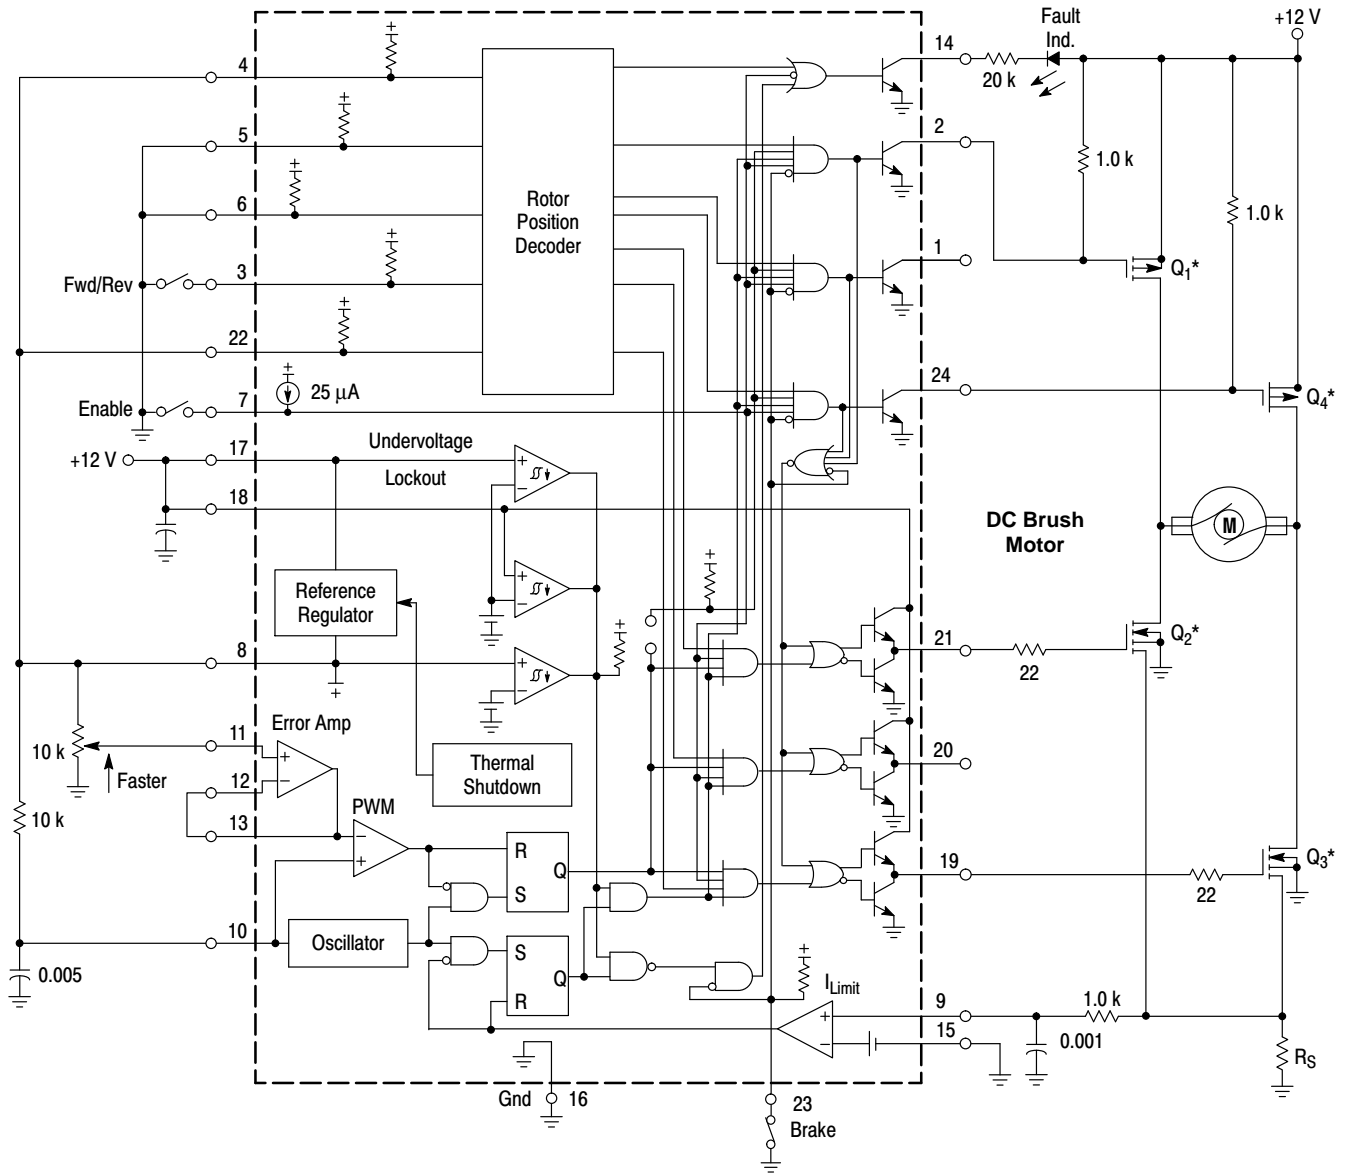 Fault
Ind.
+12 V
4
14
20 k
5
2
1.0 k
6
Rotor
Position
Decoder
1.0 k
Fwd/Rev
3
1
Q1*
22
25 μA
24
Enable
7
Q4*
+12 V
17
Undervoltage
Lockout
18
DC Brush
Motor
M
Reference
Regulator
8
21
22
Q2*
10 k
11
Error Amp
Faster
12
Thermal
Shutdown
20
10 k
13
PWM
R
S
Q
19
22
Q3*
10
Oscillator
S
R
Q
0.005
ILimit
9
1.0 k
15
0.001
RS
Gnd
16
23
Brake